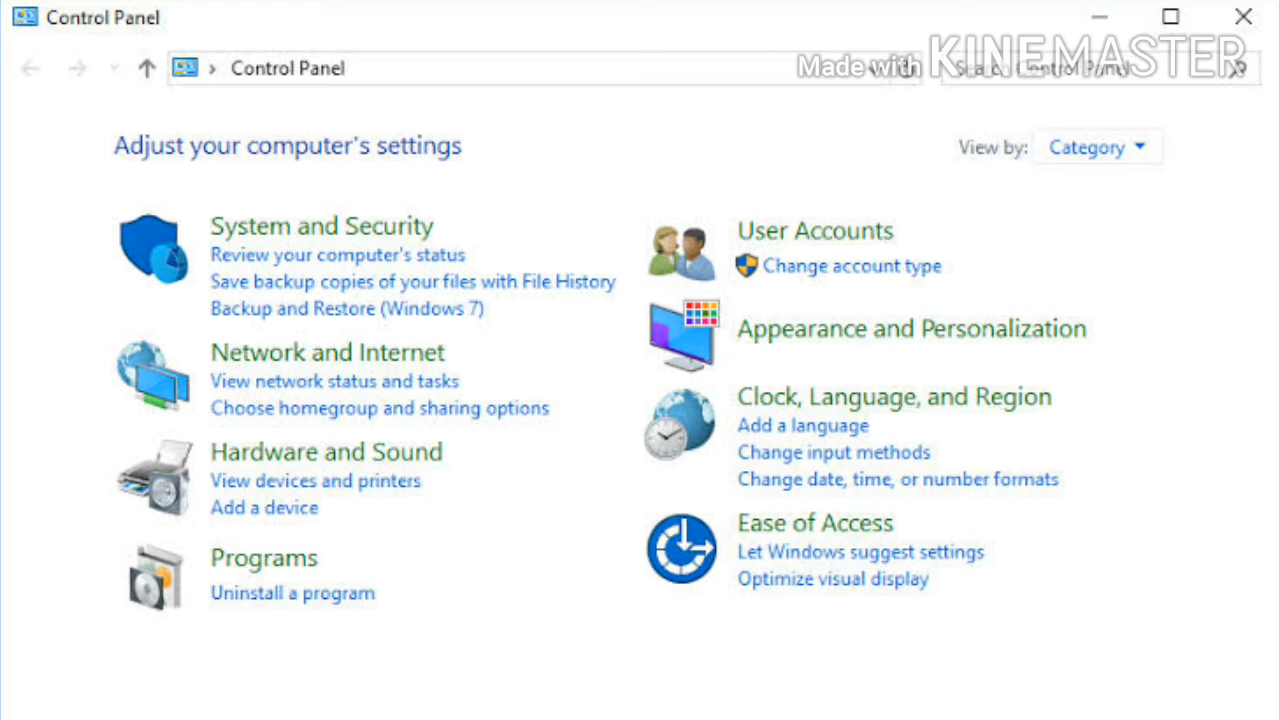 Control Panel
Control Panel
Made with KINEMASTER
Search Control Panel
Adjust your computer's settings
View by: Category
System and Security
Review your computer's status
Save backup copies of your files with File History
Backup and Restore (Windows 7)
Network and Internet
View network status and tasks
Choose homegroup and sharing options
Hardware and Sound
View devices and printers
Add a device
Programs
Uninstall a program
User Accounts
Change account type
Appearance and Personalization
Clock, Language, and Region
Add a language
Change input methods
Change date, time, or number formats
Ease of Access
Let Windows suggest settings
Optimize visual display